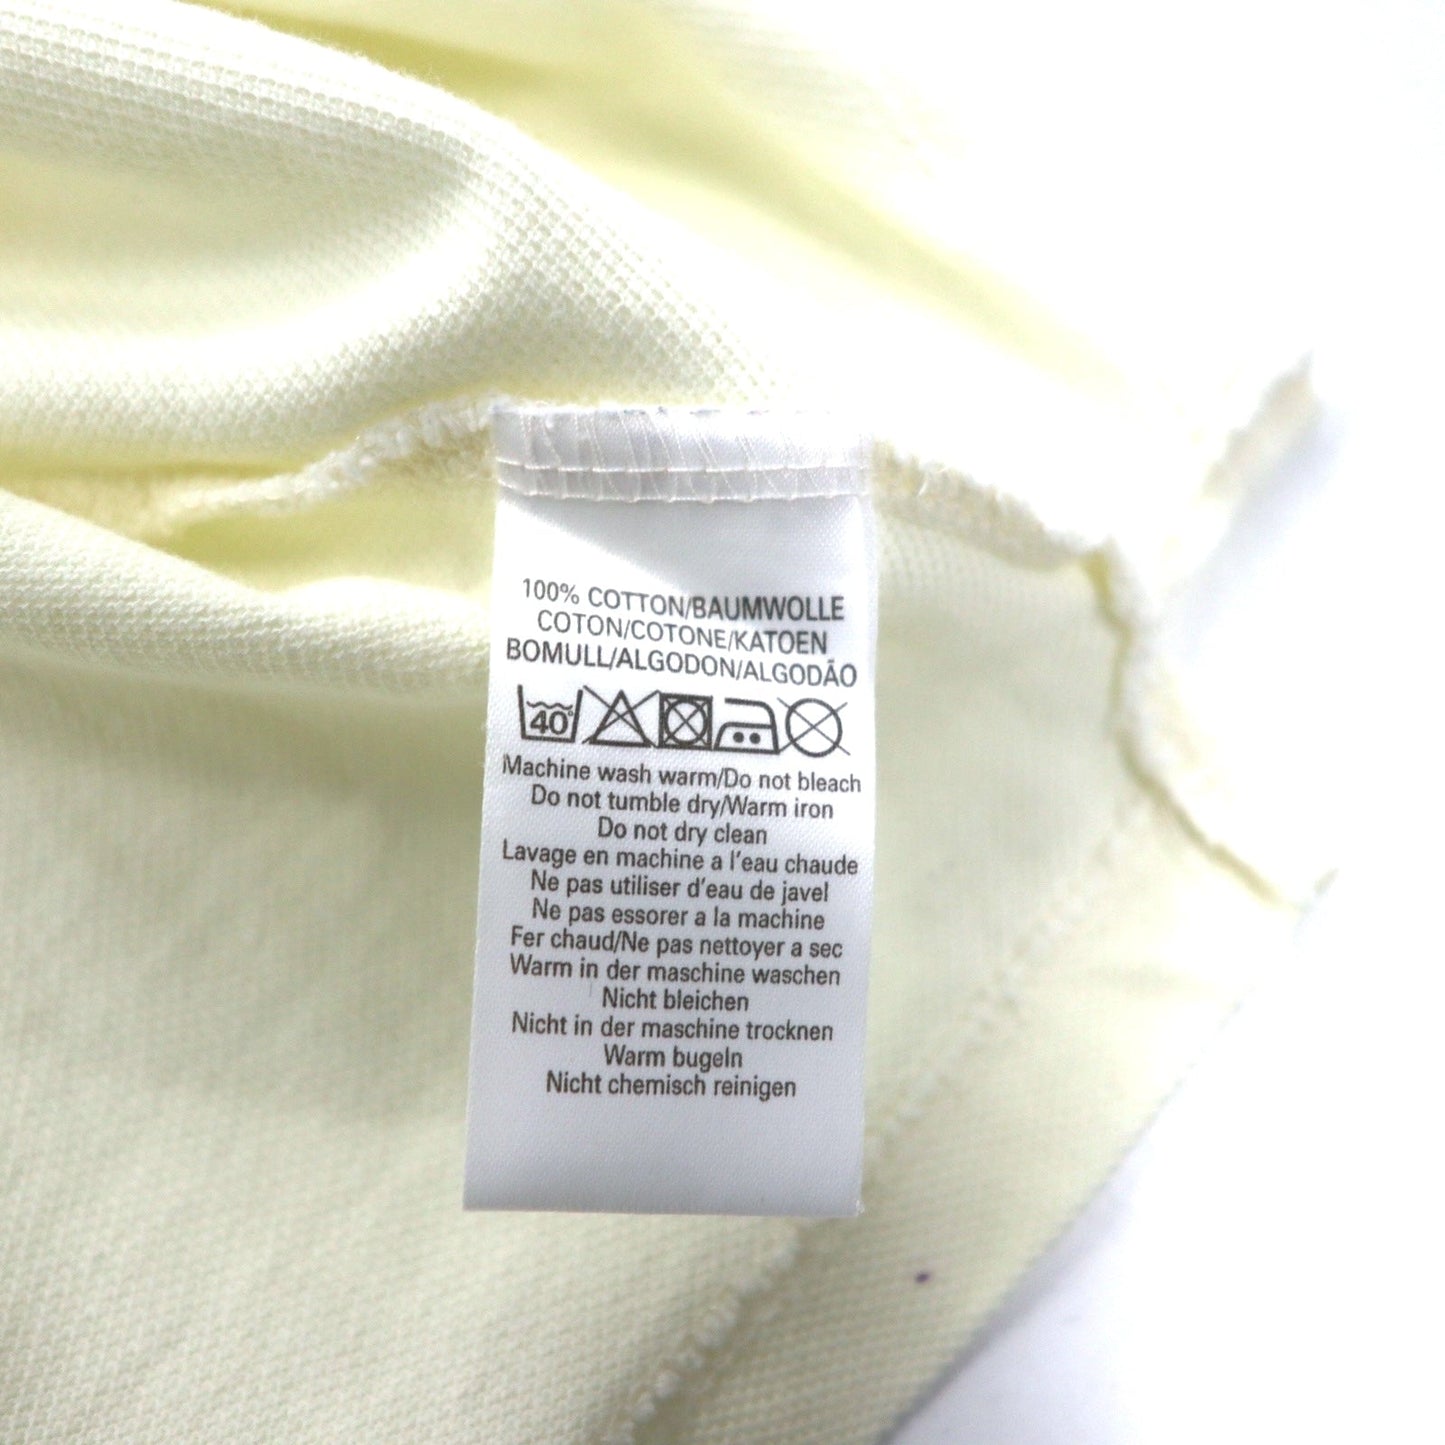 100% COTTON/BAUMWOLLE
COTON/COTONE/KATOEN
BOMULL/ALGODON/ALGODÃO
40°
Machine wash warm/Do not bleach
Do not tumble dry/Warm iron
Do not dry clean
Lavage en machine a l'eau chaude
Ne pas utiliser d'eau de javel
Ne pas essorer a la machine
Fer chaud/Ne pas nettoyer a sec
Warm in der maschine waschen
Nicht bleichen
Nicht in der maschine trocknen
Warm bugeln
Nicht chemisch reinigen